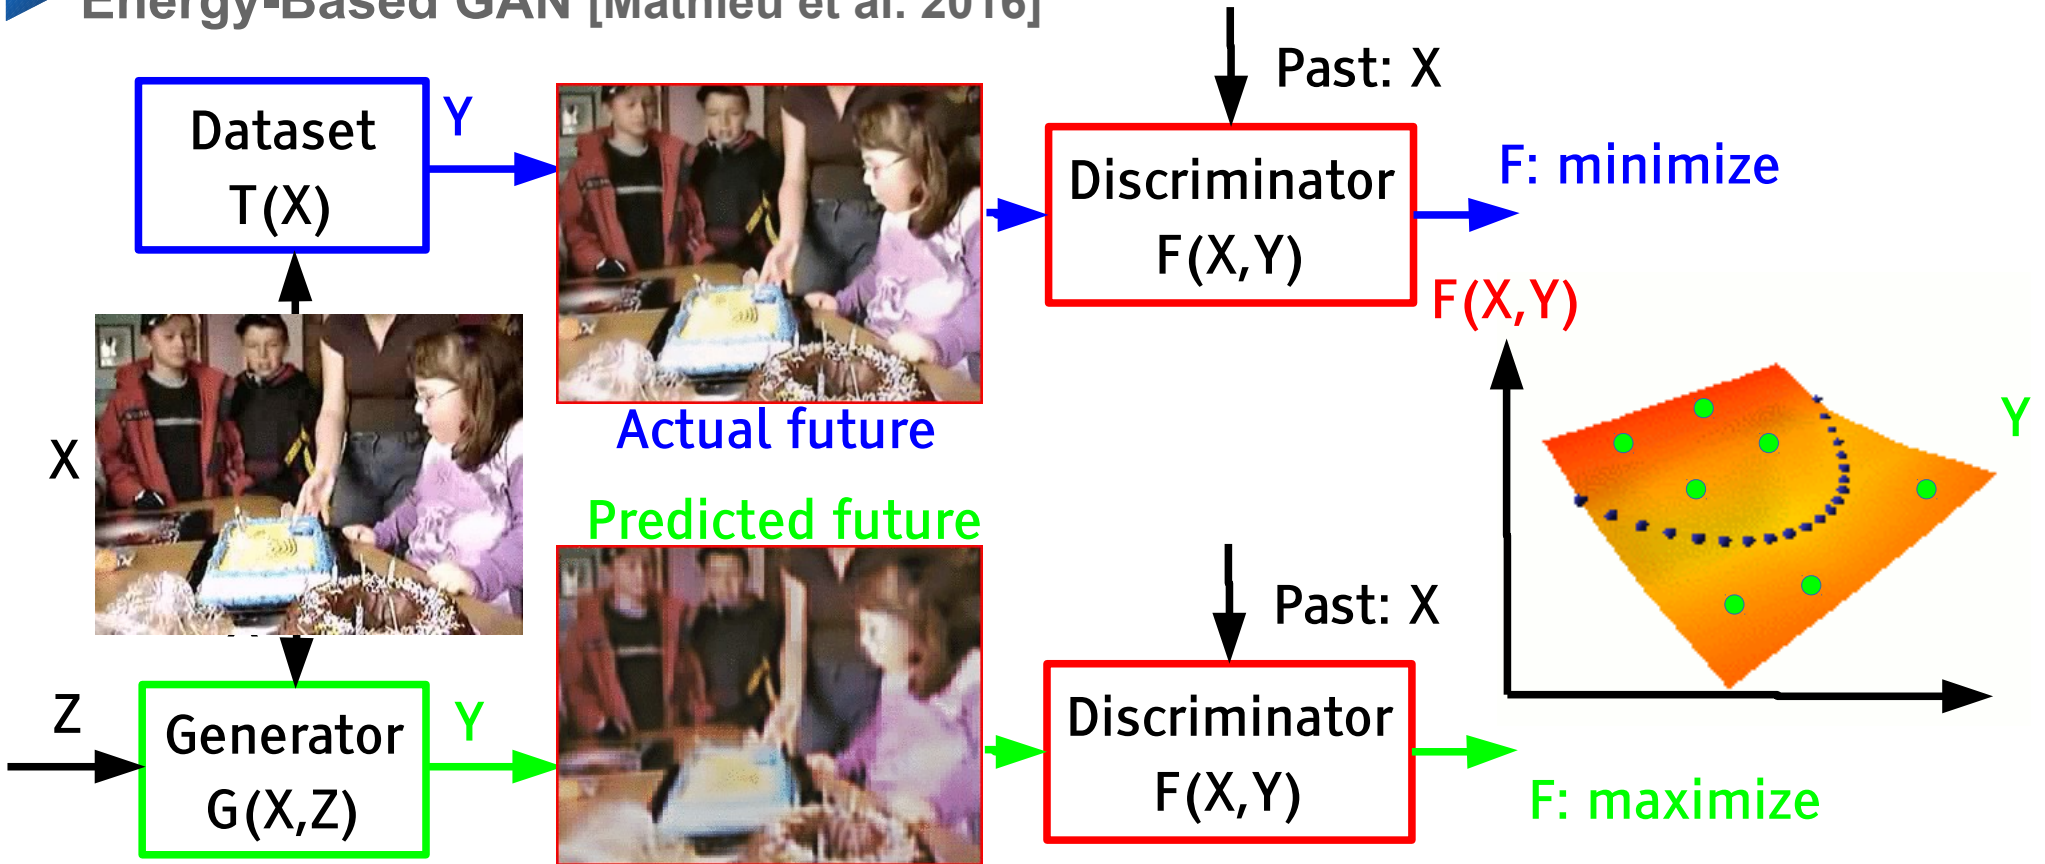 Energy-Based GAN [Mathieu et al. 2016]
Past: X
Dataset
T(X)
Y
Discriminator
F(X,Y)
F: minimize
F(X,Y)
Y
X
Actual future
Predicted future
Past: X
Z
Generator
G(X,Z)
Y
Discriminator
F(X,Y)
F: maximize